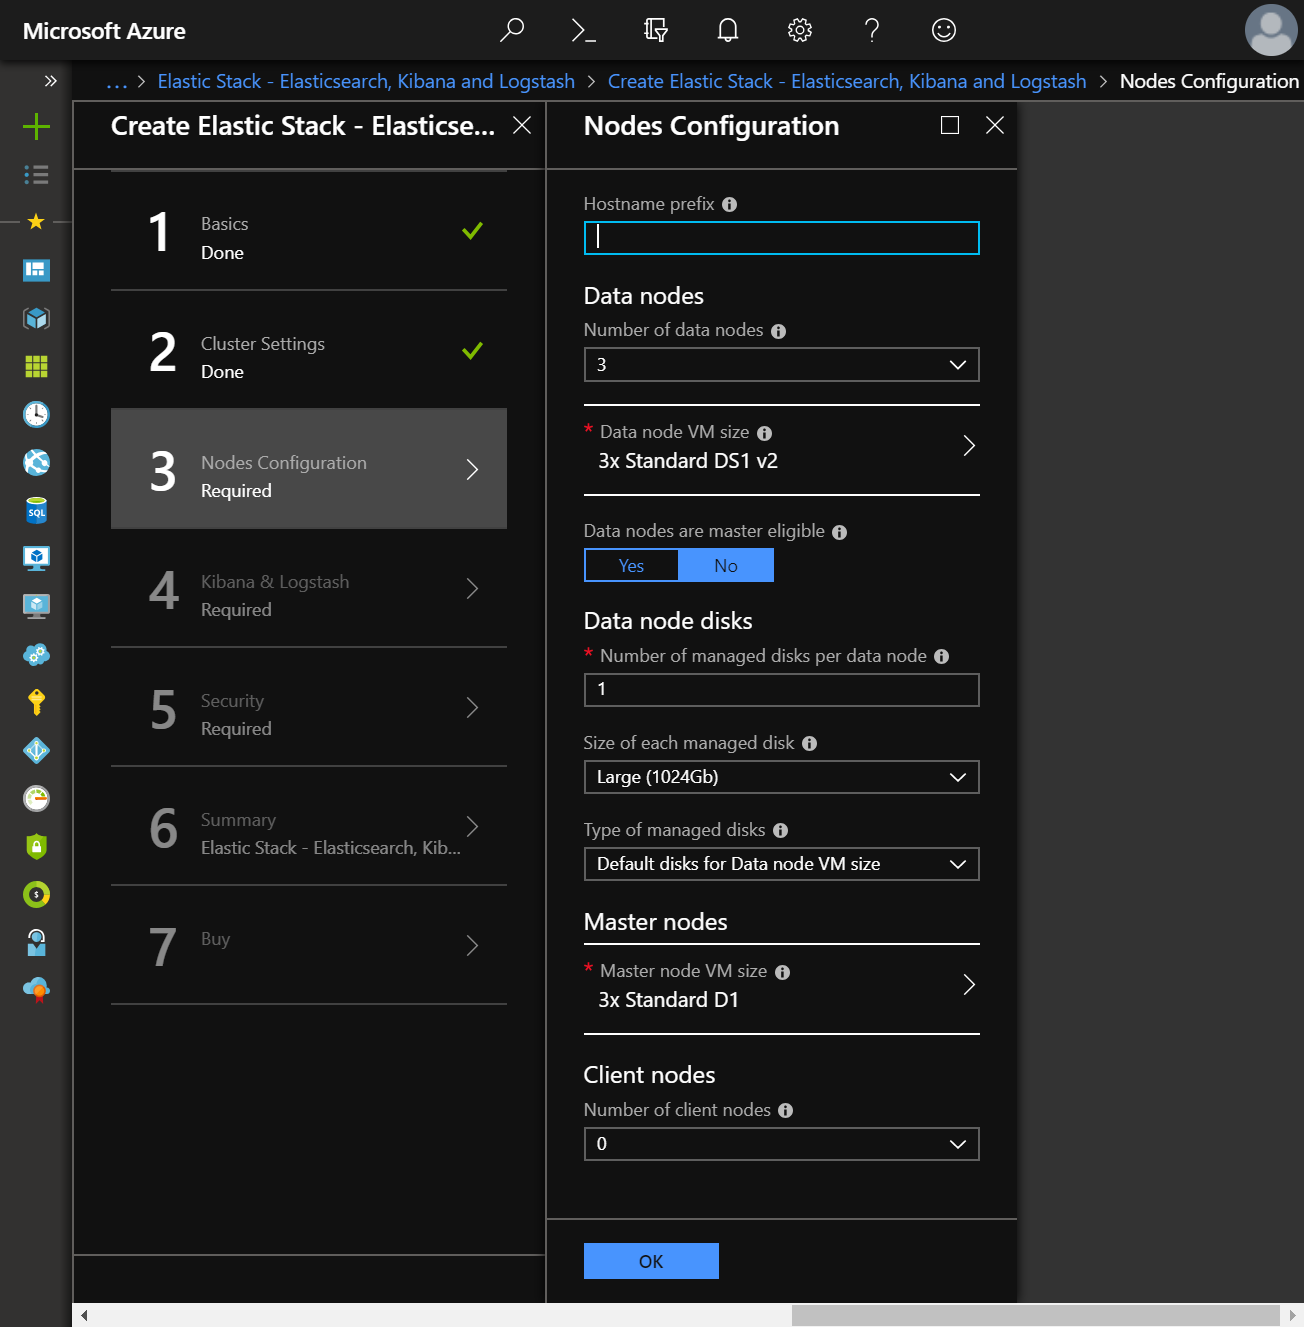 Microsoft Azure
... > Elastic Stack - Elasticsearch, Kibana and Logstash > Create Elastic Stack - Elasticsearch, Kibana and Logstash > Nodes Configuration
Create Elastic Stack - Elasticse...
1
Basics
Done
2
Cluster Settings
Done
3
Nodes Configuration
Required
4
Kibana & Logstash
Required
5
Security
Required
6
Summary
Elastic Stack - Elasticsearch, Kib...
7
Buy
SQL
Nodes Configuration
Hostname prefix
Data nodes
Number of data nodes
3
* Data node VM size
3x Standard DS1 v2
Data nodes are master eligible
Yes No
Data node disks
* Number of managed disks per data node
1
Size of each managed disk
Large (1024Gb)
Type of managed disks
Default disks for Data node VM size
Master nodes
* Master node VM size
3x Standard D1
Client nodes
Number of client nodes
0
OK